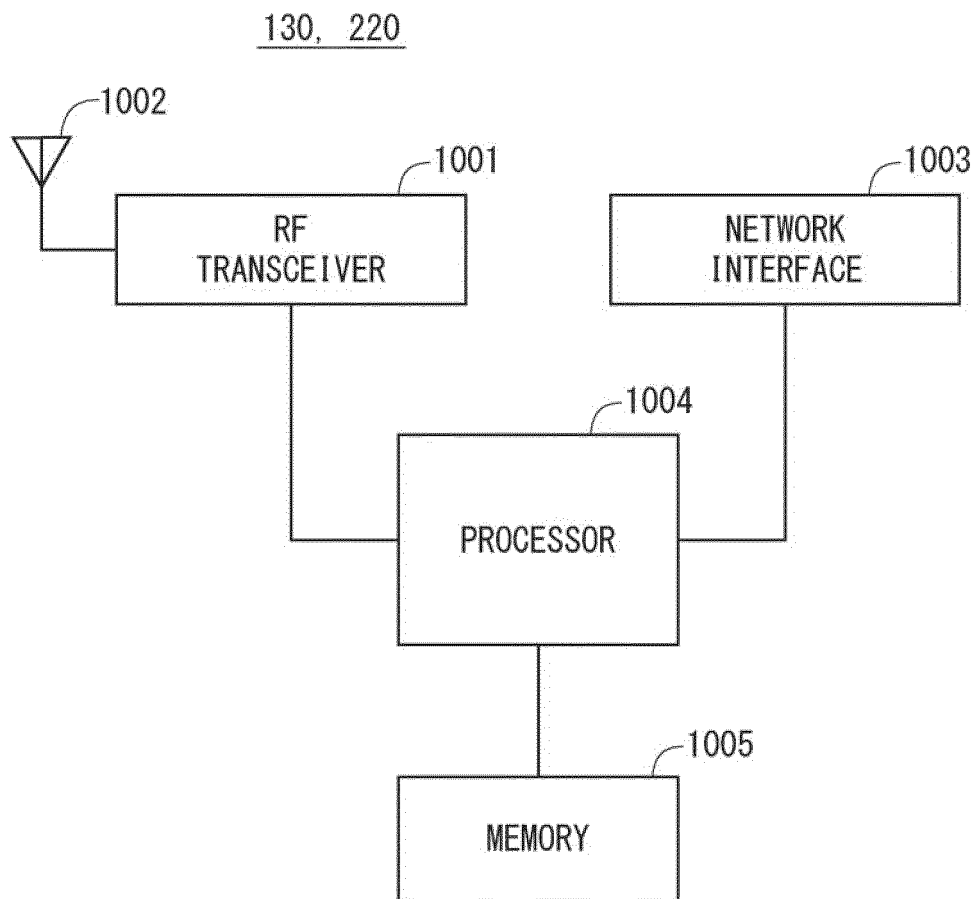 130, 220
1002
1001
1003
RF
TRANSCEIVER
NETWORK
INTERFACE
1004
PROCESSOR
1005
MEMORY